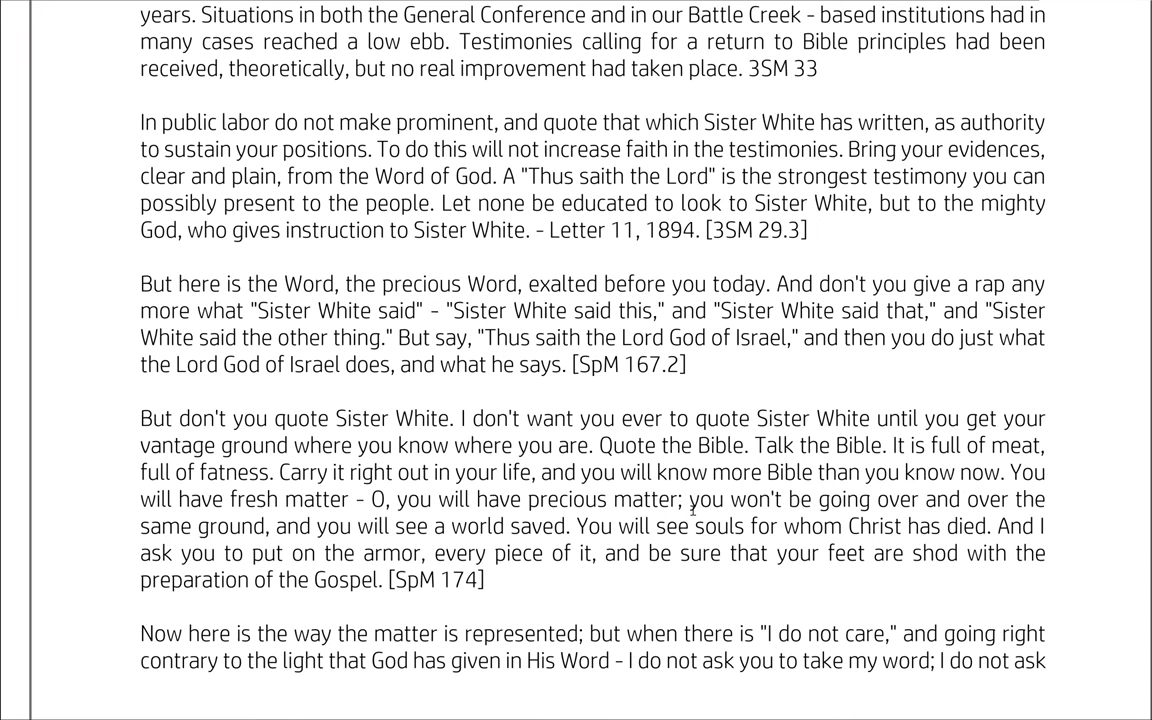 years. Situations in both the General Conference and in our Battle Creek - based institutions had in
many cases reached a low ebb. Testimonies calling for a return to Bible principles had been
received, theoretically, but no real improvement had taken place. 3SM 33
In public labor do not make prominent, and quote that which Sister White has written, as authority
to sustain your positions. To do this will not increase faith in the testimonies. Bring your evidences,
clear and plain, from the Word of God. A "Thus saith the Lord" is the strongest testimony you can
possibly present to the people. Let none be educated to look to Sister White, but to the mighty
God, who gives instruction to Sister White. - Letter 11, 1894. [3SM 29.3]
But here is the Word, the precious Word, exalted before you today. And don't you give a rap any
more what "Sister White said" - "Sister White said this," and "Sister White said that," and "Sister
White said the other thing." But say, "Thus saith the Lord God of Israel," and then you do just what
the Lord God of Israel does, and what he says. [SpM 167.2]
But don't you quote Sister White. I don't want you ever to quote Sister White until you get your
vantage ground where you know where you are. Quote the Bible. Talk the Bible. It is full of meat,
full of fatness. Carry it right out in your life, and you will know more Bible than you know now. You
will have fresh matter - O, you will have precious matter; you won't be going over and over the
same ground, and you will see a world saved. You will see souls for whom Christ has died. And I
ask you to put on the armor, every piece of it, and be sure that your feet are shod with the
preparation of the Gospel. [SpM 174]
Now here is the way the matter is represented; but when there is "I do not care," and going right
contrary to the light that God has given in His Word - I do not ask you to take my word; I do not ask